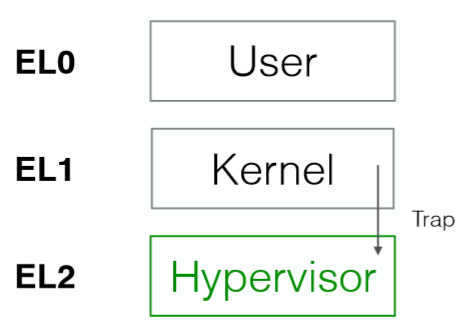 EL0 User
EL1 Kernel
Trap
EL2 Hypervisor